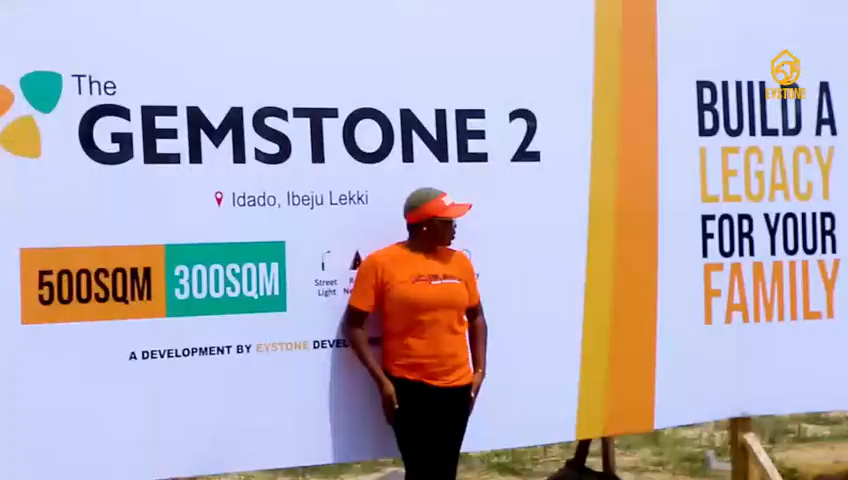 The
GEMSTONE 2
Idado, Ibeju Lekki
500SQM 300SQM
Street
Light
A DEVELOPMENT BY EYSTONE DEVEL
BUILD A
LEGACY
FOR YOUR
FAMILY
EYSTONE